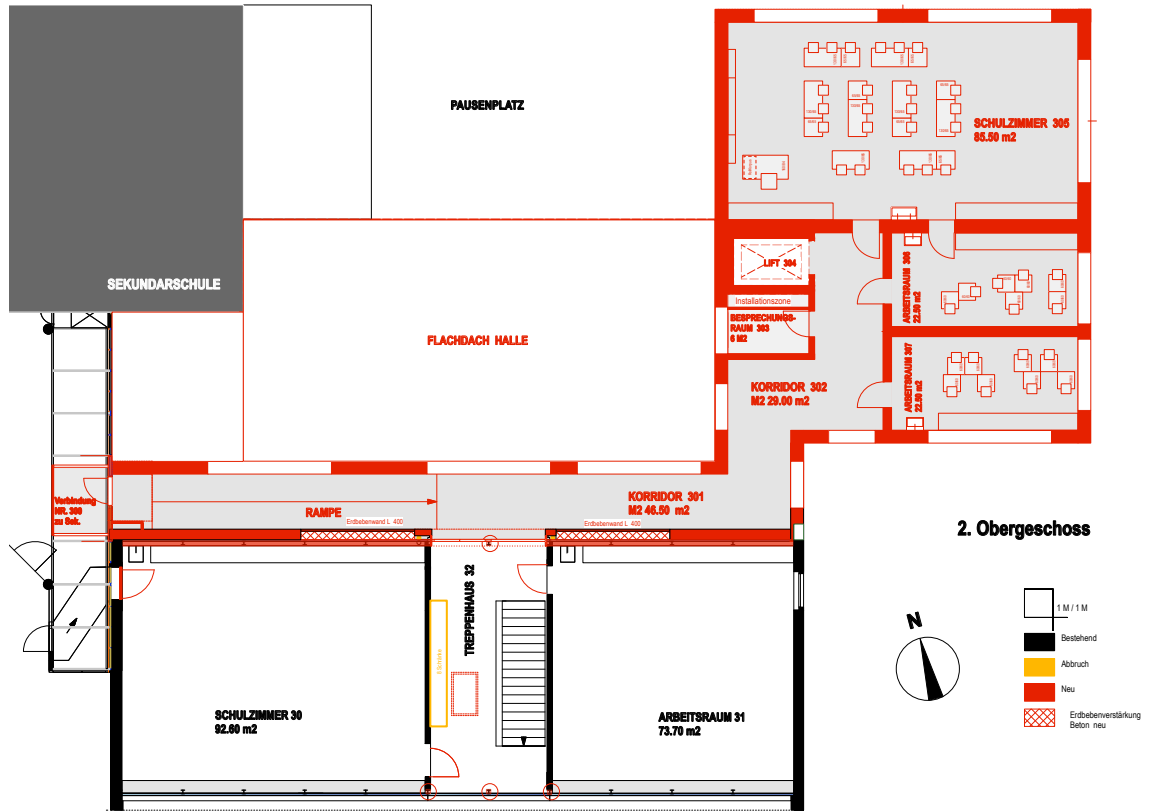 PAUSENPLATZ
SCHULZIMMER 305
85.50 m2
SEKUNDARSCHULE
LIFT 304
ARBEITSRAUM 306
22.50 m2
Installationszone
BESPRECHUNGS-
RAUM 303
6 M2
FLACHDACH HALLE
ARBEITSRAUM 307
22.50 m2
KORRIDOR 302
M2 29.00 m2
Verbindung
NR. 300
zu Sek.
RAMPE
KORRIDOR 301
M2 46.50 m2
Erdbebenwand L 400
Erdbebenwand L 400
2. Obergeschoss
TREPPENHAUS 32
SCHULZIMMER 30
92.60 m2
ARBEITSRAUM 31
73.70 m2
N
1 M / 1 M
Bestehend
Abbruch
Neu
Erdbebenverstärkung
Beton neu